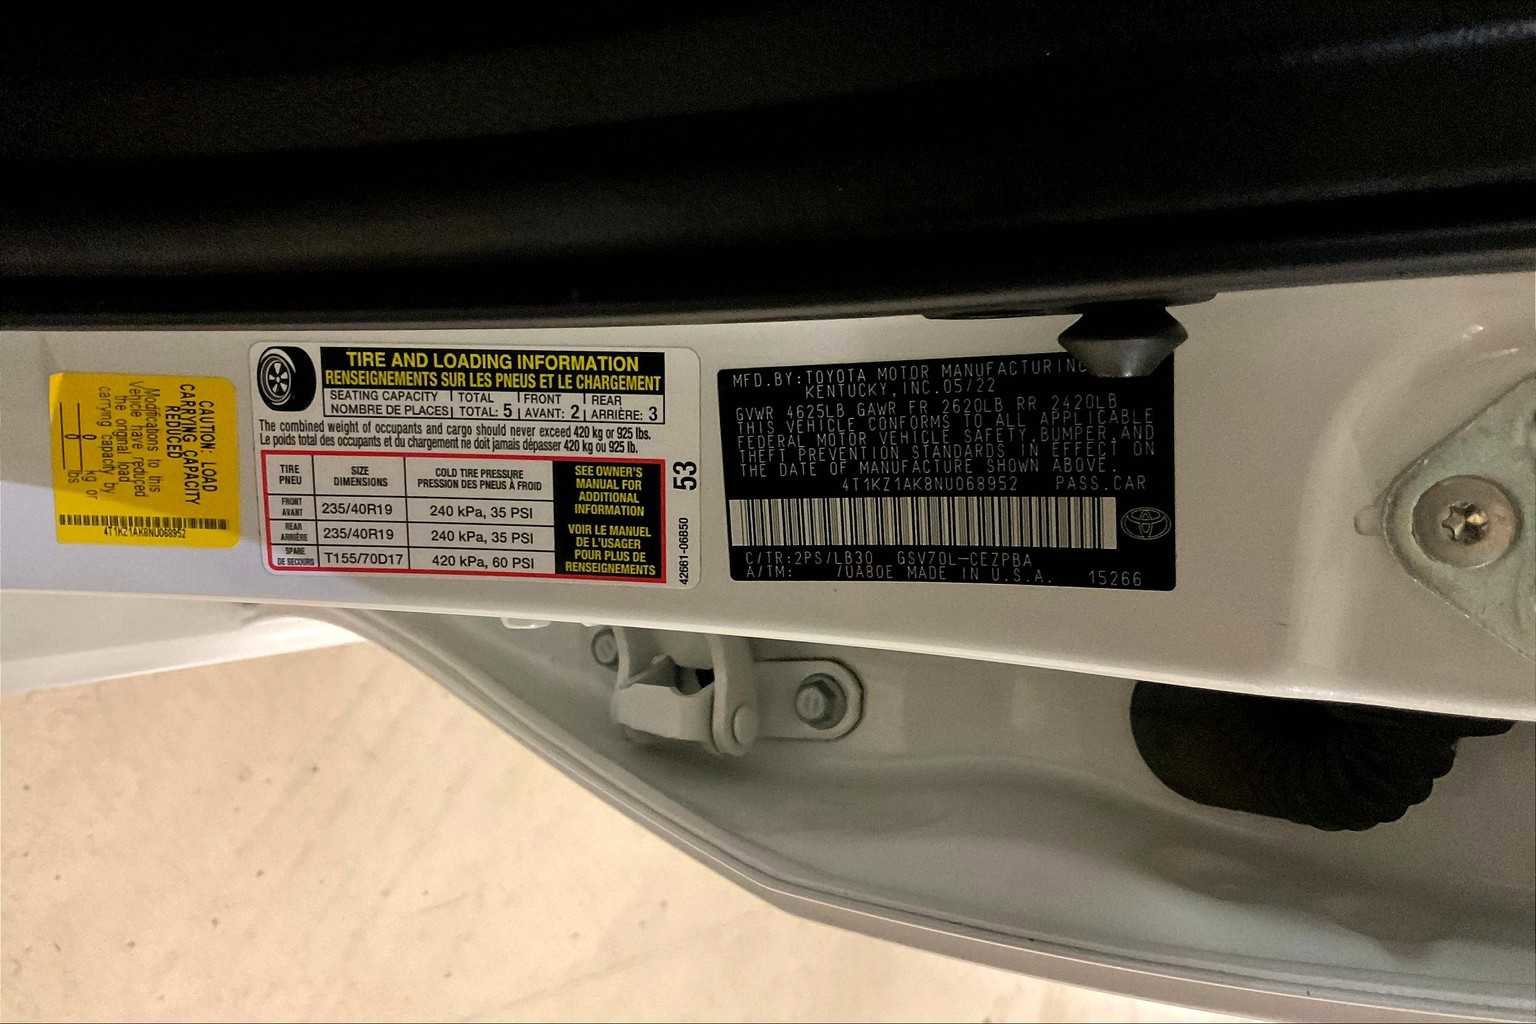 CAUTION: LOAD
CARRYING CAPACITY
REDUCED
Modifications to this
Vehicle have reduced
the original load
carrying capacity by
0 kg or
0 lbs
4T1KZ1AK8NU068952
TIRE AND LOADING INFORMATION
RENSEIGNEMENTS SUR LES PNEUS ET LE CHARGEMENT
SEATING CAPACITY TOTAL FRONT REAR
NOMBRE DE PLACES TOTAL: 5 AVANT: 2 ARRIÈRE: 3
The combined weight of occupants and cargo should never exceed 420 kg or 925 lbs.
Le poids total des occupants et du chargement ne doit jamais dépasser 420 kg ou 925 lb.
TIRE SIZE COLD TIRE PRESSURE
PNEU DIMENSIONS PRESSION DES PNEUS À FROID
FRONT
AVANT 235/40R19 240 kPa, 35 PSI
REAR
ARRIÈRE 235/40R19 240 kPa, 35 PSI
SPARE
DE SECOURS T155/70D17 420 kPa, 60 PSI
SEE OWNER'S
MANUAL FOR
ADDITIONAL
INFORMATION
VOIR LE MANUEL
DE L'USAGER
POUR PLUS DE
RENSEIGNEMENTS
53
42661-06850
MFD.BY:TOYOTA MOTOR MANUFACTURING
KENTUCKY,INC.05/22
GVWR 4625LB GAWR FR 2620LB RR 2420LB
THIS VEHICLE CONFORMS TO ALL APPLICABLE
FEDERAL MOTOR VEHICLE SAFETY,BUMPER,AND
THEFT PREVENTION STANDARDS IN EFFECT ON
THE DATE OF MANUFACTURE SHOWN ABOVE.
4T1KZ1AK8NU068952 PASS.CAR
C/TR:2PS/LB30 GSV70L-CEZPBA
A/TM: 7UA80E MADE IN U.S.A. 15266